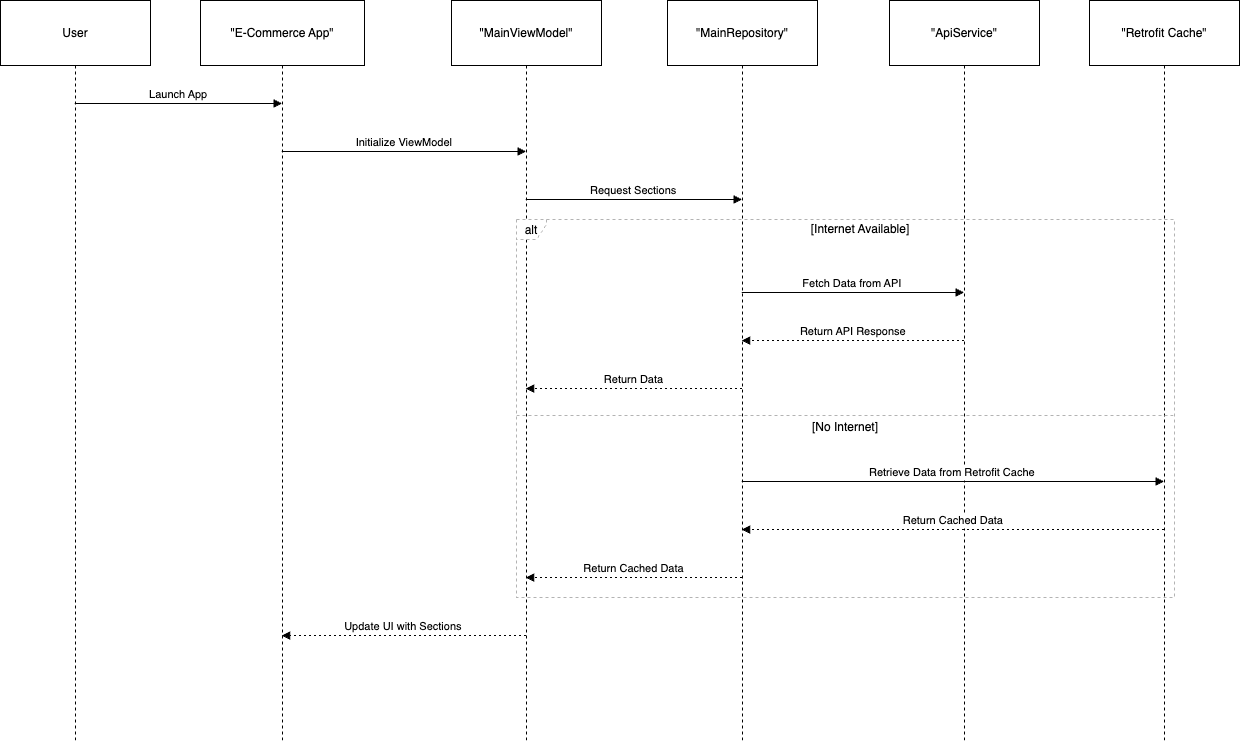 User
"E-Commerce App"
"MainViewModel"
"MainRepository"
"ApiService"
"Retrofit Cache"
Launch App
Initialize ViewModel
Request Sections
alt
[Internet Available]
Fetch Data from API
Return API Response
Return Data
[No Internet]
Retrieve Data from Retrofit Cache
Return Cached Data
Return Cached Data
Update UI with Sections